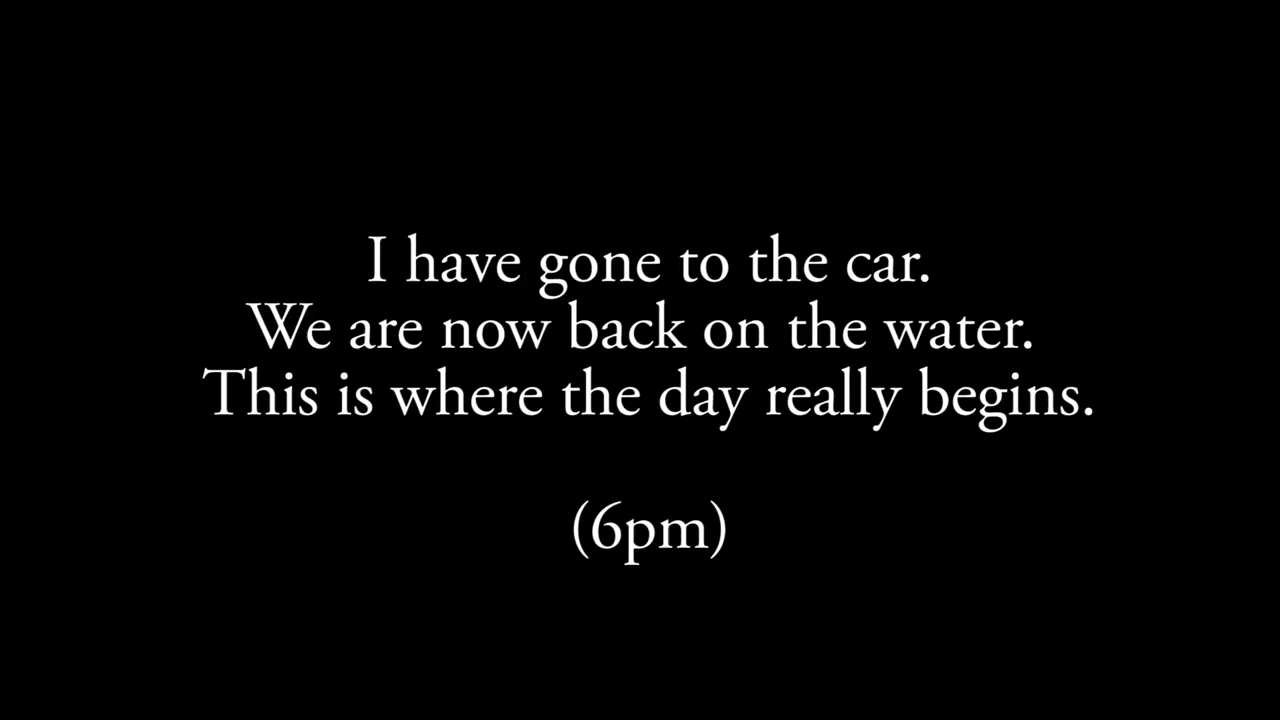 I have gone to the car.
We are now back on the water.
This is where the day really begins.
(6pm)